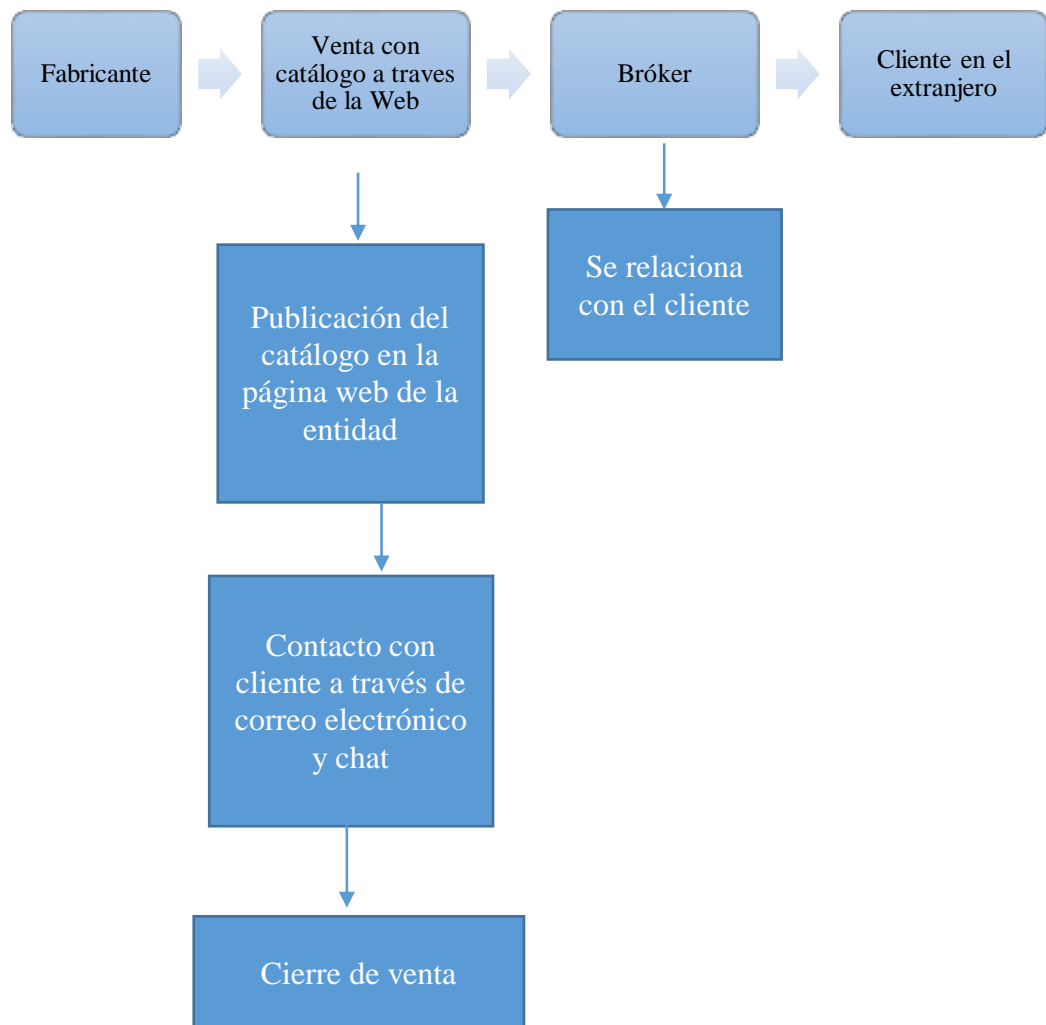 Fabricante
Venta con
catálogo a traves
de la Web
Bróker
Cliente en el
extranjero
Se relaciona
con el cliente
Publicación del
catálogo en la
página web de la
entidad
Contacto con
cliente a través de
correo electrónico
y chat
Cierre de venta